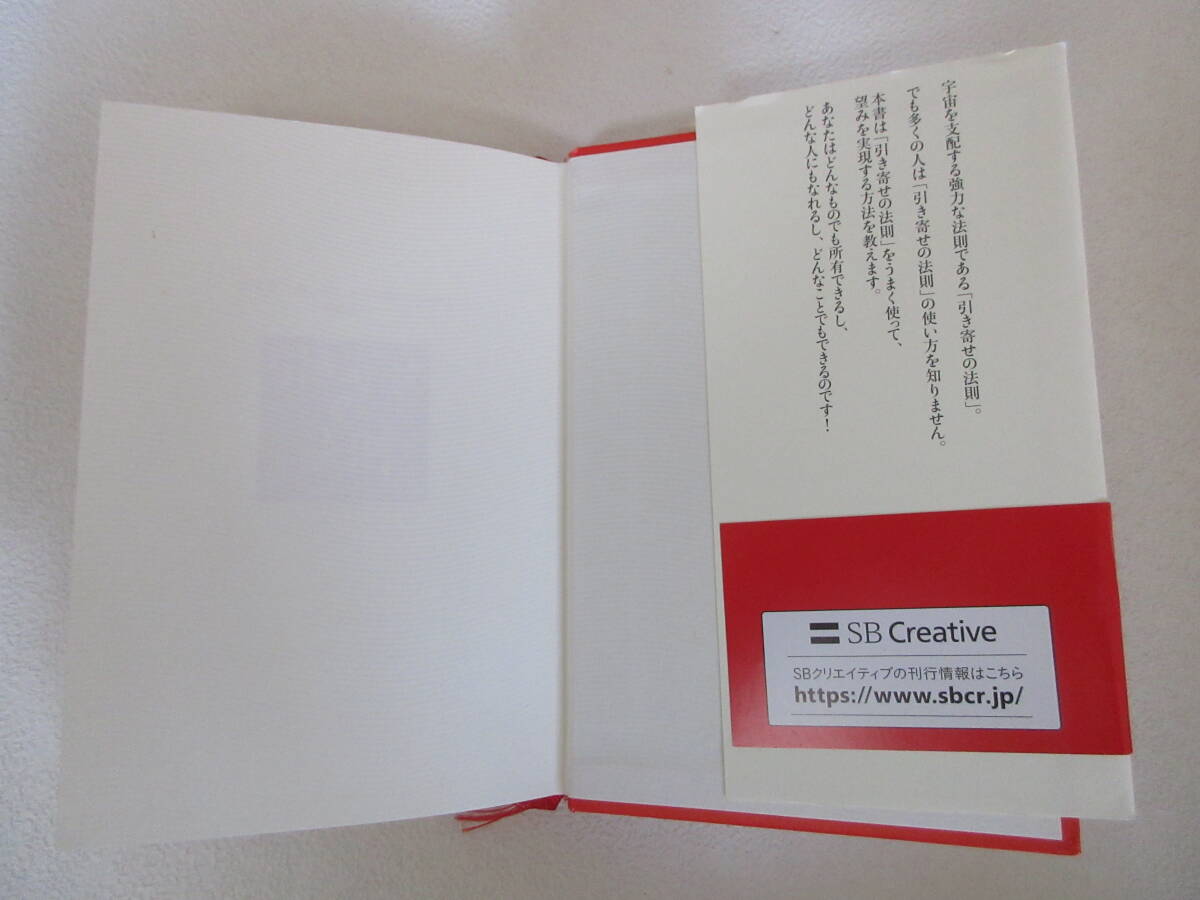 宇宙を支配する強力な法則である「引き寄せの法則」。
でも多くの人は「引き寄せの法則」の使い方を知りません。
本書は「引き寄せの法則」をうまく使って、
望みを実現する方法を教えます。
あなたはどんなものでも所有できるし、
どんな人にもなれるし、どんなことでもできるのです！
SB Creative
SBクリエイティブの刊行情報はこちら
https://www.sbcr.jp/